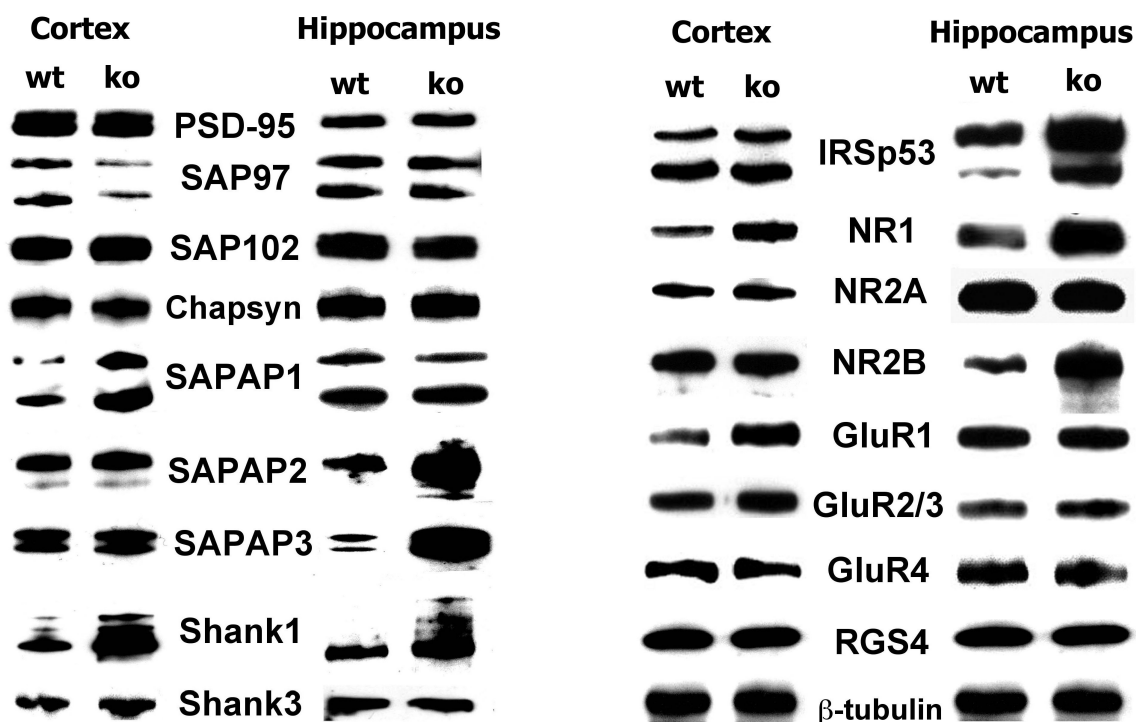 Cortex Hippocampus
wt ko wt ko
PSD-95
SAP97
SAP102
Chapsyn
SAPAP1
SAPAP2
SAPAP3
Shank1
Shank3
Cortex Hippocampus
wt ko wt ko
IRSp53
NR1
NR2A
NR2B
GluR1
GluR2/3
GluR4
RGS4
β-tubulin